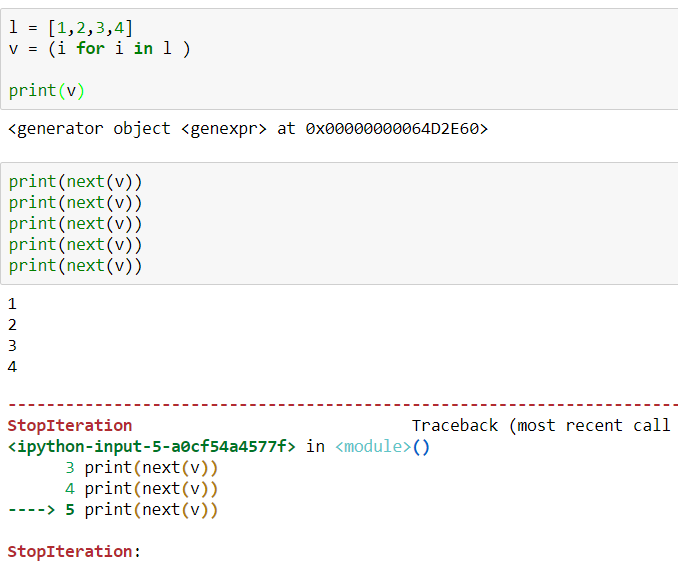 l = [1,2,3,4]
v = (i for i in l )
print(v)
<generator object <genexpr> at 0x00000000064D2E60>
print(next(v))
print(next(v))
print(next(v))
print(next(v))
print(next(v))
1
2
3
4
---------------------------------------------------------------------------
StopIteration                             Traceback (most recent call
<ipython-input-5-a0cf54a4577f> in <module>()
      3 print(next(v))
      4 print(next(v))
----> 5 print(next(v))
StopIteration: